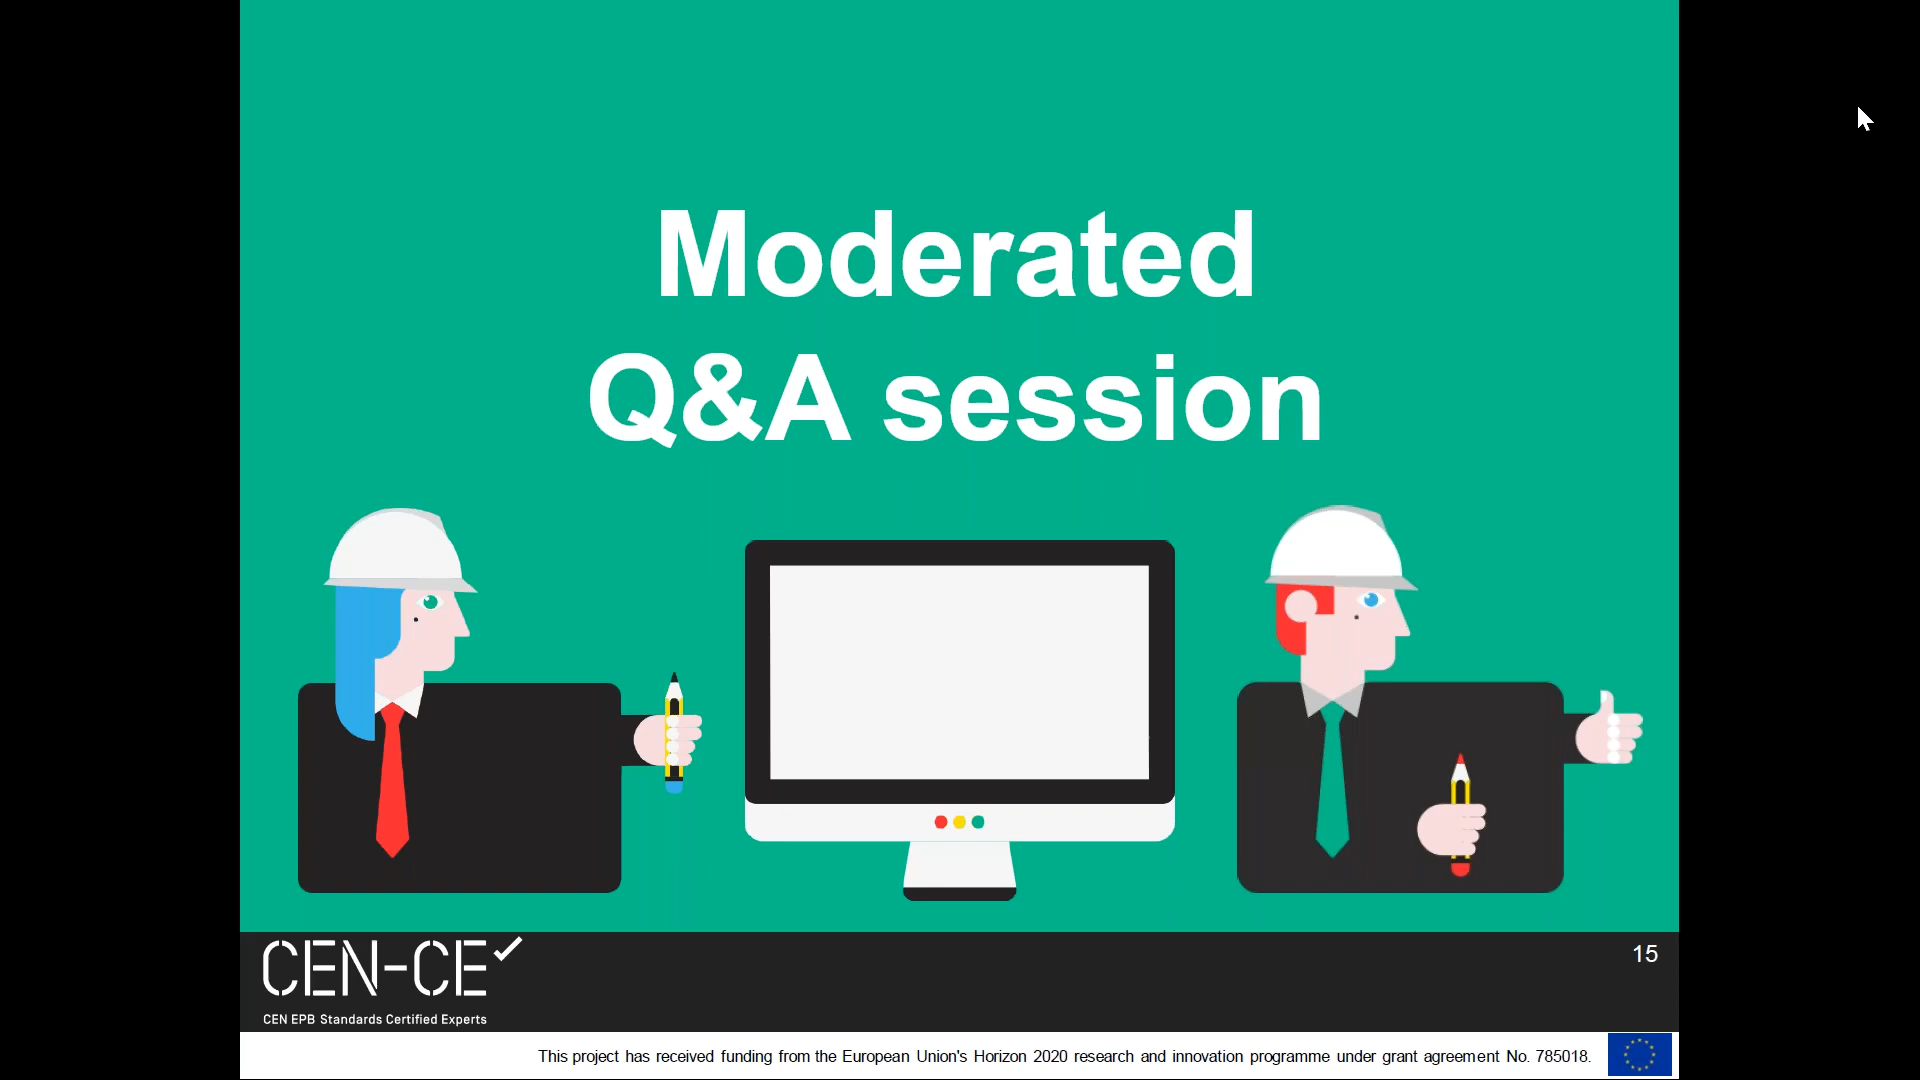 Moderated
Q&A session
CEN-CE
15
CEN EPB Standards Certified Experts
This project has received funding from the European Union's Horizon 2020 research and innovation programme under grant agreement No. 785018.